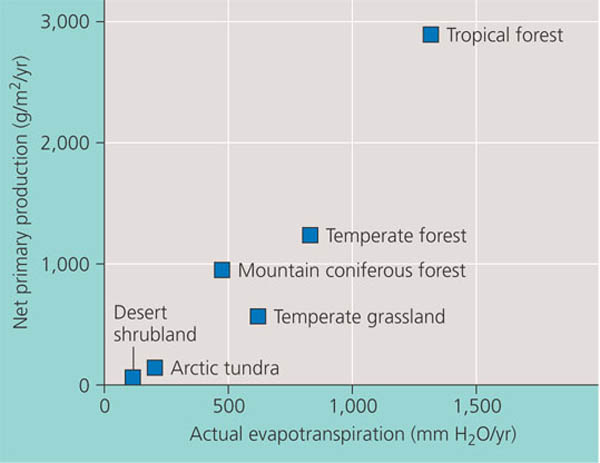 Net primary production (g/m²/yr)
3,000
2,000
1,000
0
Tropical forest
Temperate forest
Mountain coniferous forest
Temperate grassland
Desert
shrubland
Arctic tundra
0
500
1,000
1,500
Actual evapotranspiration (mm H₂O/yr)